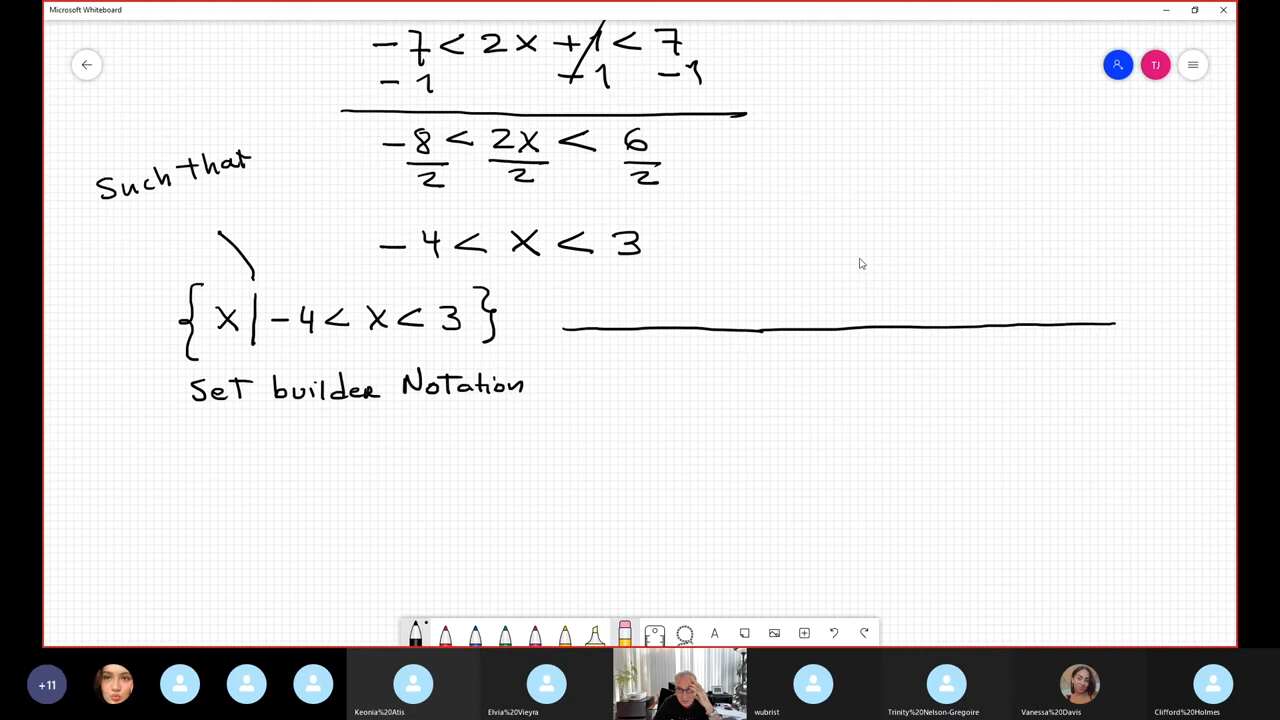 Microsoft Whiteboard
- 7 < 2x + 1 < 7
- 1 - 1 - 1
- 8 < 2x < 6
2 2 2
Such that
- 4 < x < 3
{ x | - 4 < x < 3 }
Set builder Notation
TJ
A
+11
Keonia%20Atis
Elvia%20Vieyra
wubrist
Trinity%20Nelson-Gregoire
Vanessa%20Davis
Clifford%20Holmes